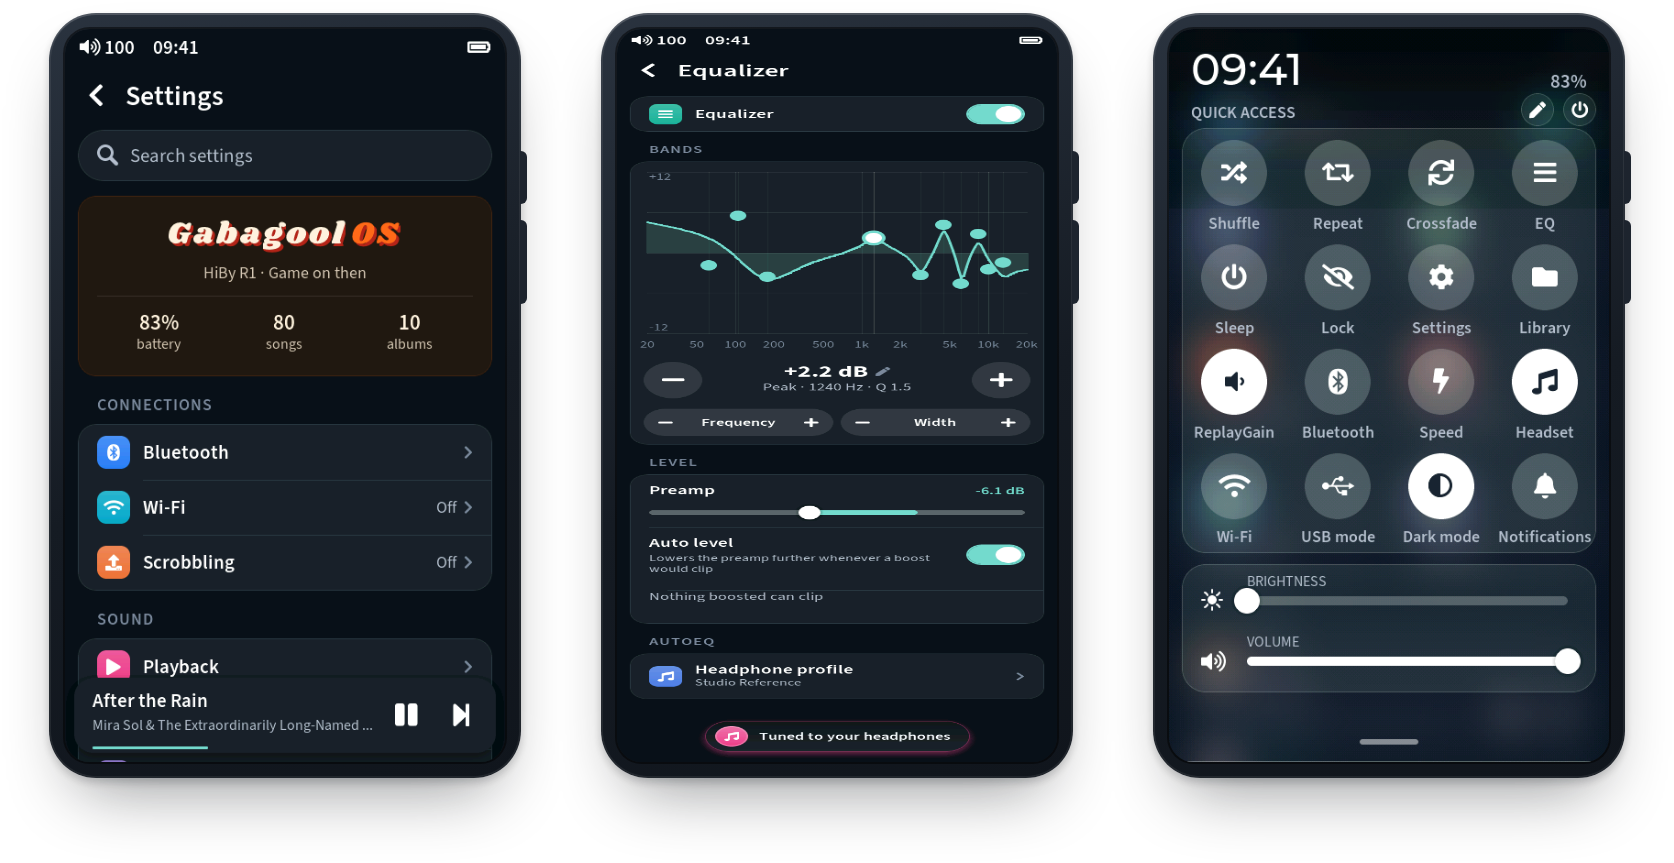 100 09:41
Settings
Search settings
Gabagool OS
HiBy R1 · Game on then
83% 80 10
battery songs albums
CONNECTIONS
Bluetooth
Wi-Fi Off
Scrobbling Off
SOUND
Playback
After the Rain
Mira Sol & The Extraordinarily Long-Named ...
100 09:41
Equalizer
Equalizer
BANDS
+12
-12
20 50 100 200 500 1k 2k 5k 10k 20k
+2.2 dB
Peak · 1240 Hz · Q 1.5
Frequency Width
LEVEL
Preamp -6.1 dB
Auto level
Lowers the preamp further whenever a boost
would clip
Nothing boosted can clip
AUTOEQ
Headphone profile
Studio Reference
Tuned to your headphones
09:41
83%
QUICK ACCESS
Shuffle Repeat Crossfade EQ
Sleep Lock Settings Library
ReplayGain Bluetooth Speed Headset
Wi-Fi USB mode Dark mode Notifications
BRIGHTNESS
VOLUME